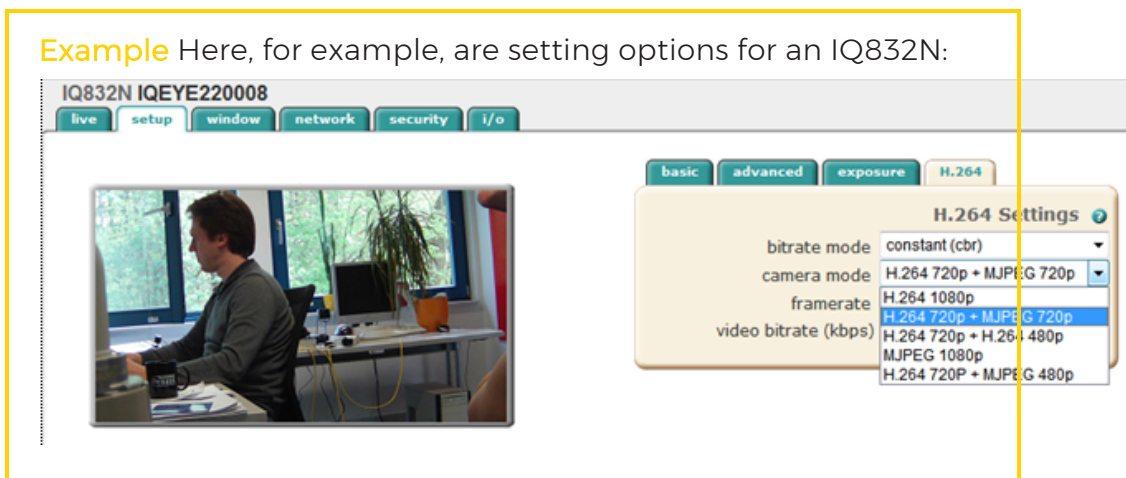 Example Here, for example, are setting options for an IQ832N:
IQ832N IQEYE220008
live setup window network security i/o
basic advanced exposure H.264
H.264 Settings ?
bitrate mode constant (cbr)
camera mode H.264 720p + MJPEG 720p
framerate
video bitrate (kbps)
H.264 1080p
H.264 720p + MJPEG 720p
H.264 720p + H.264 480p
MJPEG 1080p
H.264 720P + MJPEG 480p